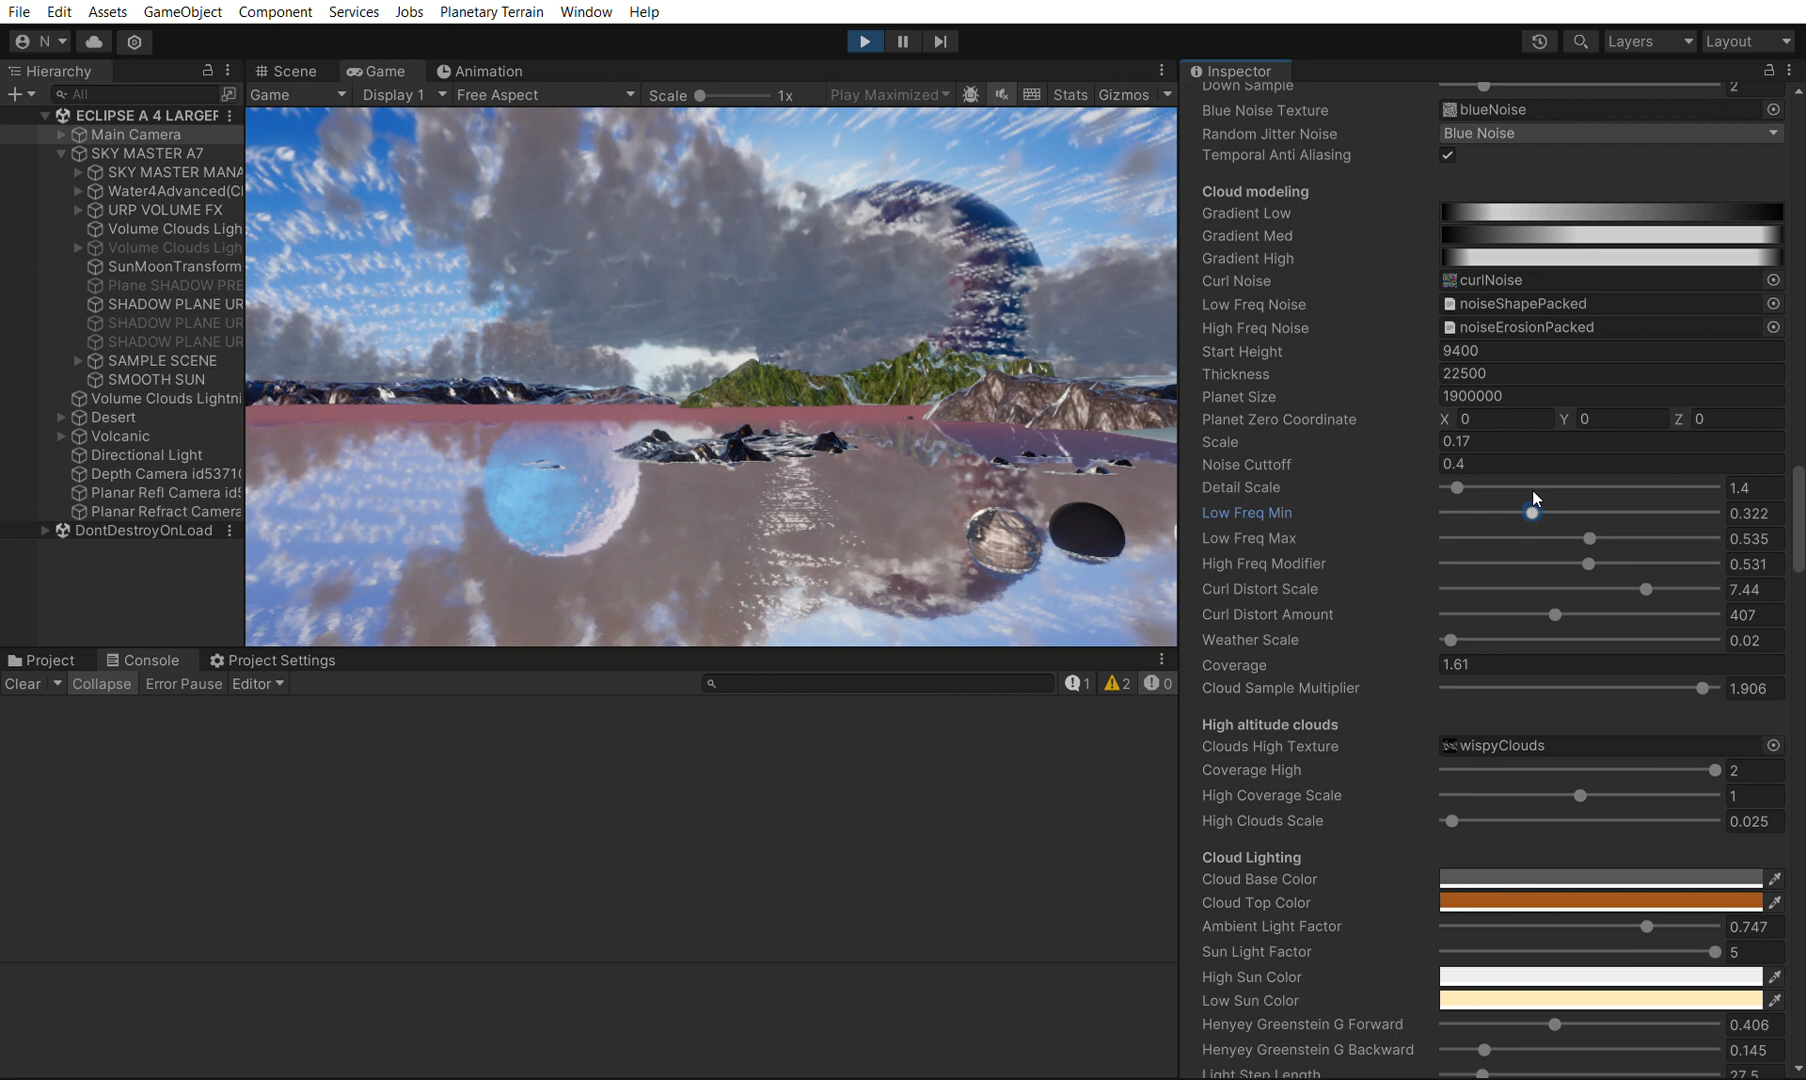 File Edit Assets GameObject Component Services Jobs Planetary Terrain Window Help
N Layers Layout
Hierarchy Scene Game Animation Inspector
All Game Display 1 Free Aspect Scale 1x Play Maximized Stats Gizmos
ECLIPSE A 4 LARGER
Main Camera
SKY MASTER A7
SKY MASTER MANA
Water4Advanced(Cl
URP VOLUME FX
Volume Clouds Ligh
Volume Clouds Ligh
SunMoonTransform
Plane SHADOW PRE
SHADOW PLANE UR
SHADOW PLANE UR
SHADOW PLANE UR
SAMPLE SCENE
SMOOTH SUN
Volume Clouds Lightni
Desert
Volcanic
Directional Light
Depth Camera id5371
Planar Refl Camera id
Planar Refract Camera
DontDestroyOnLoad
Project Console Project Settings
Clear Collapse Error Pause Editor 1 2 0
Down Sample 2
Blue Noise Texture blueNoise
Random Jitter Noise Blue Noise
Temporal Anti Aliasing
Cloud modeling
Gradient Low
Gradient Med
Gradient High
Curl Noise curlNoise
Low Freq Noise noiseShapePacked
High Freq Noise noiseErosionPacked
Start Height 9400
Thickness 22500
Planet Size 1900000
Planet Zero Coordinate X 0 Y 0 Z 0
Scale 0.17
Noise Cuttoff 0.4
Detail Scale 1.4
Low Freq Min 0.322
Low Freq Max 0.535
High Freq Modifier 0.531
Curl Distort Scale 7.44
Curl Distort Amount 407
Weather Scale 0.02
Coverage 1.61
Cloud Sample Multiplier 1.906
High altitude clouds
Clouds High Texture wispyClouds
Coverage High 2
High Coverage Scale 1
High Clouds Scale 0.025
Cloud Lighting
Cloud Base Color
Cloud Top Color
Ambient Light Factor 0.747
Sun Light Factor 5
High Sun Color
Low Sun Color
Henyey Greenstein G Forward 0.406
Henyey Greenstein G Backward 0.145
Light Step Length 27.5